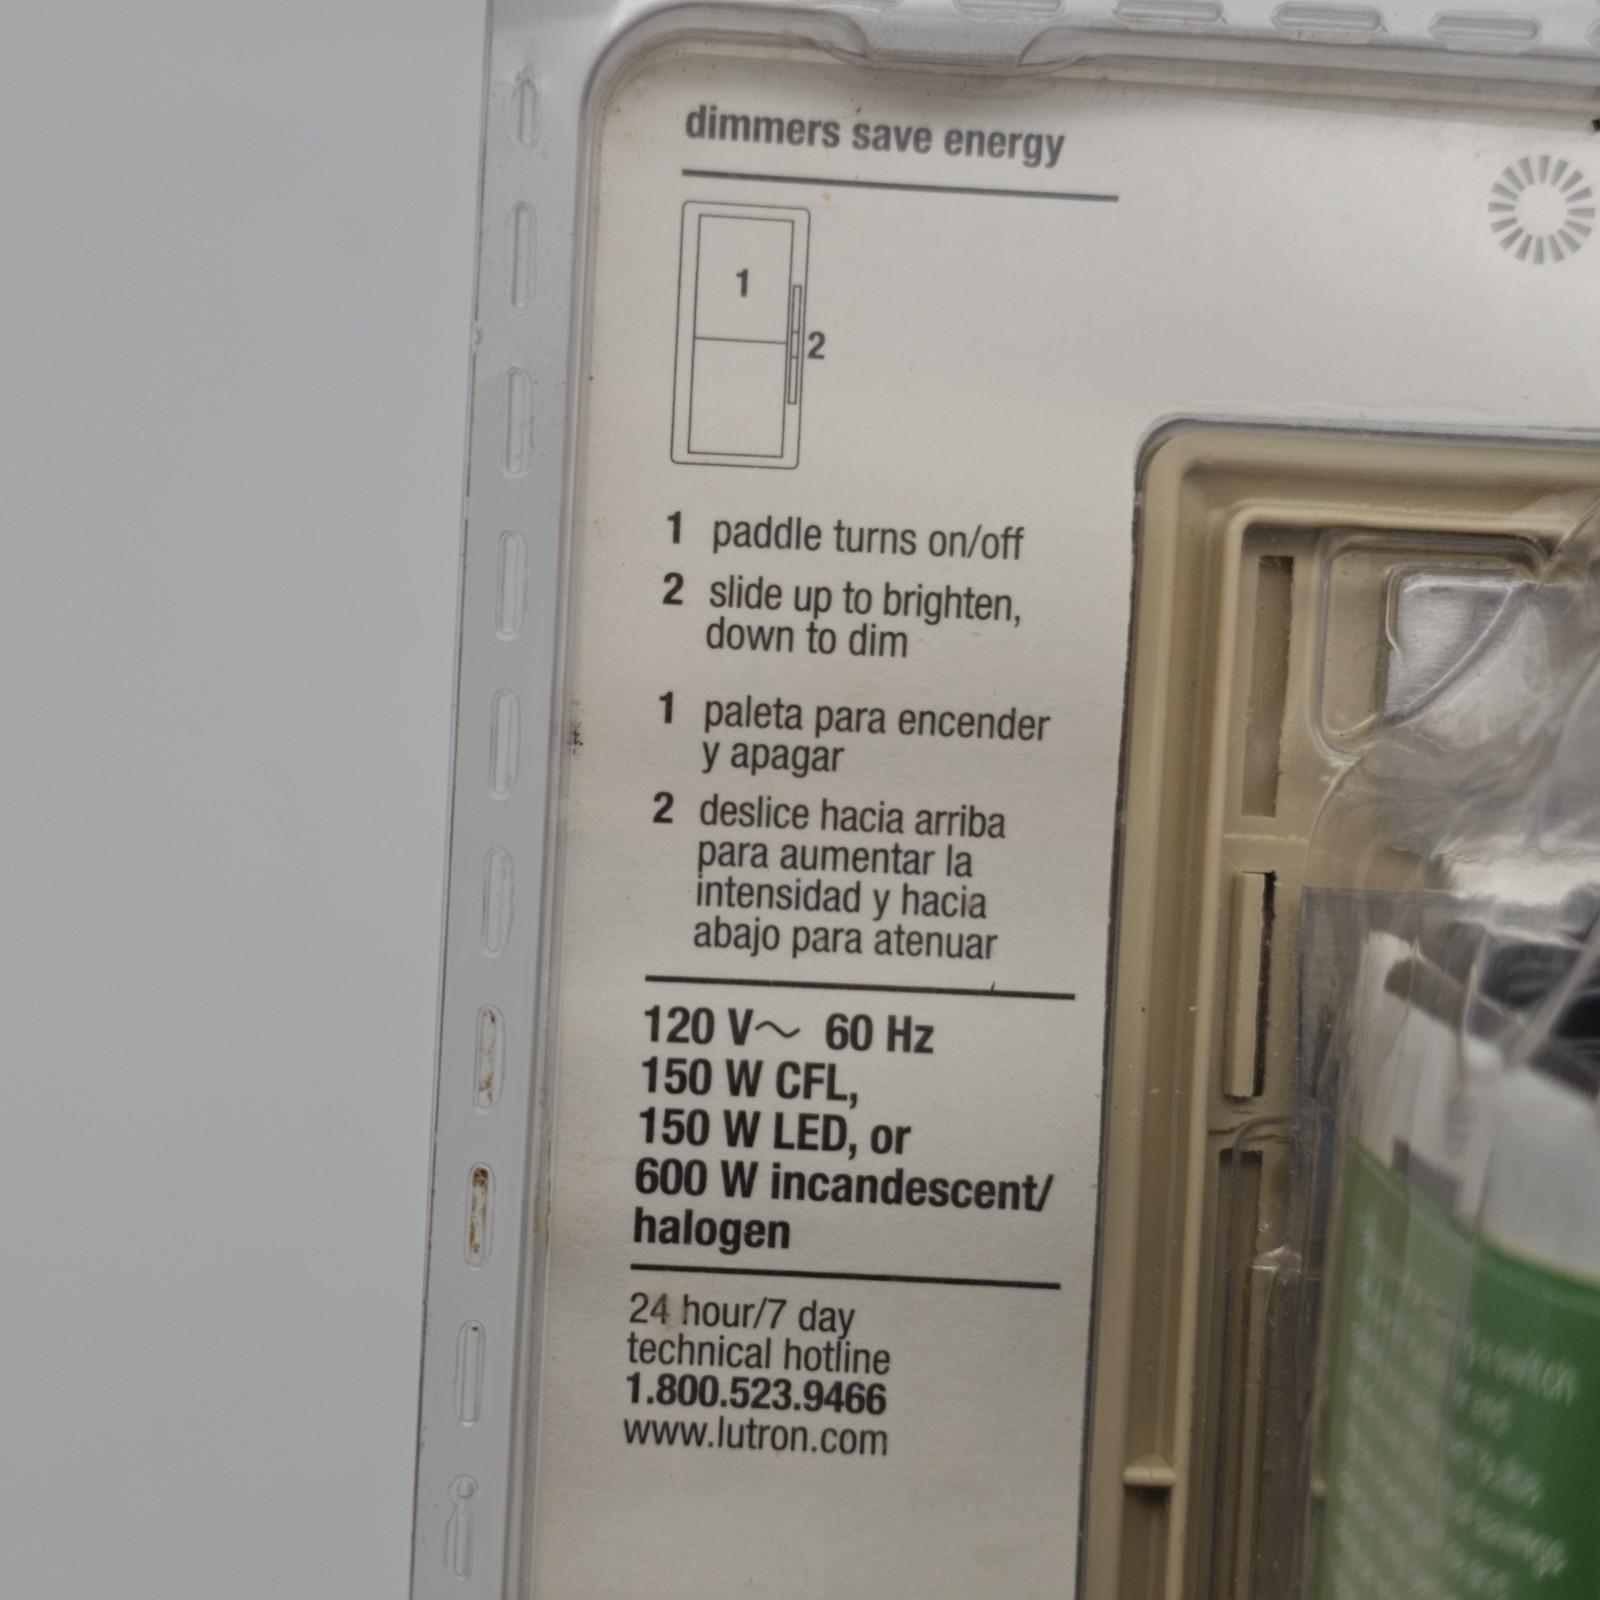 dimmers save energy
1
2
1 paddle turns on/off
2 slide up to brighten,
down to dim
1 paleta para encender
y apagar
2 deslice hacia arriba
para aumentar la
intensidad y hacia
abajo para atenuar
120 V~ 60 Hz
150 W CFL,
150 W LED, or
600 W incandescent/
halogen
24 hour/7 day
technical hotline
1.800.523.9466
www.lutron.com
switch